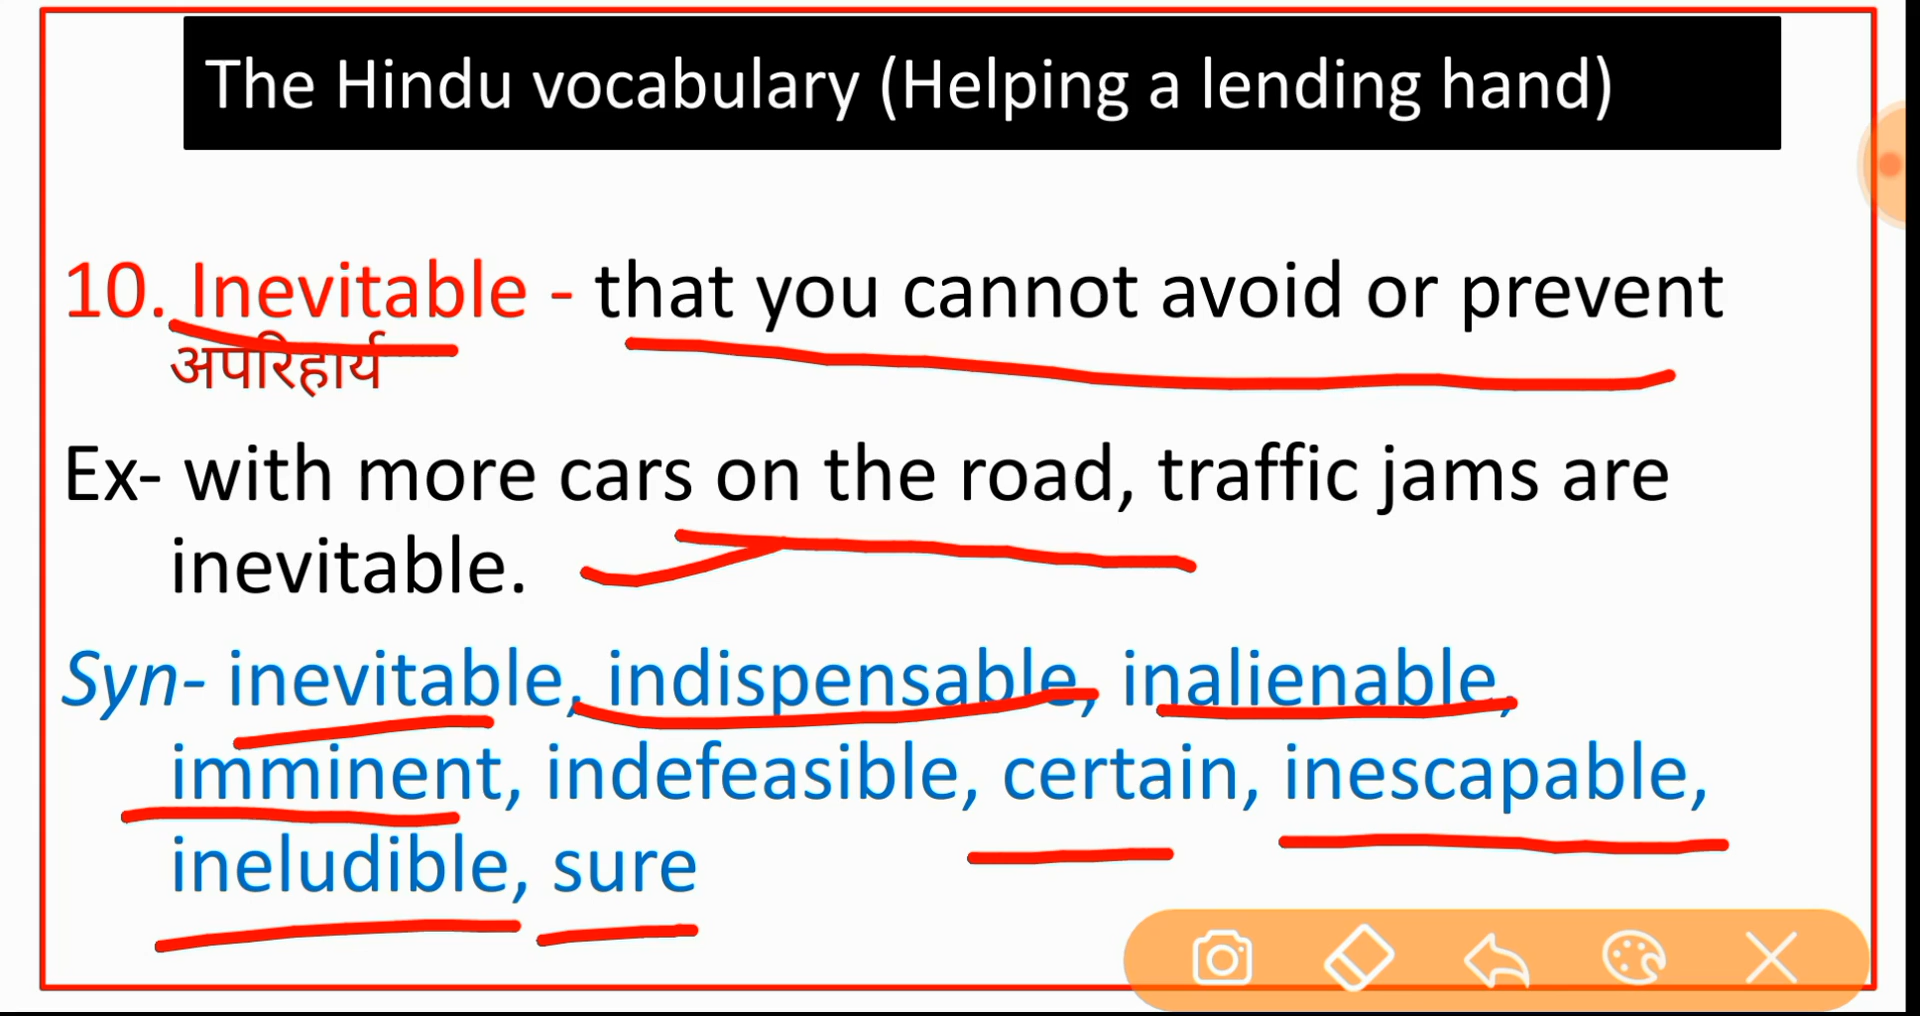 The Hindu vocabulary (Helping a lending hand)
10. Inevitable - that you cannot avoid or prevent
अपरिहार्य
Ex- with more cars on the road, traffic jams are
inevitable.
Syn- inevitable, indispensable, inalienable,
imminent, indefeasible, certain, inescapable,
ineludible, sure